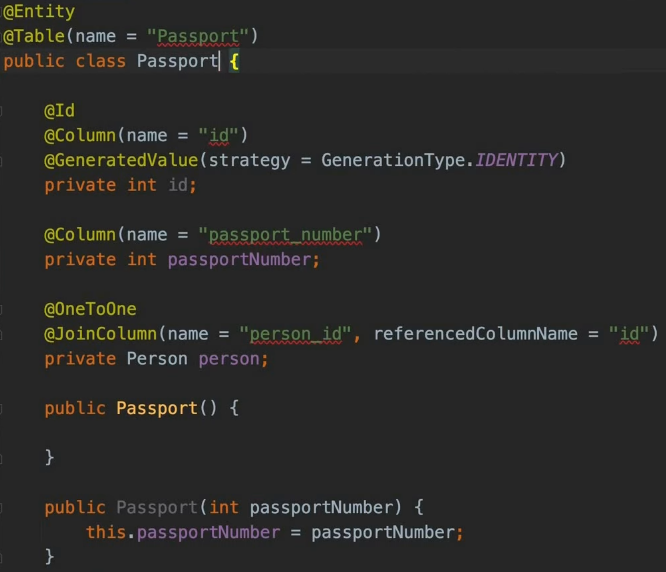 @Entity
@Table(name = "Passport")
public class Passport {
@Id
@Column(name = "id")
@GeneratedValue(strategy = GenerationType.IDENTITY)
private int id;
@Column(name = "passport_number")
private int passportNumber;
@OneToOne
@JoinColumn(name = "person_id", referencedColumnName = "id")
private Person person;
public Passport() {
}
public Passport(int passportNumber) {
this.passportNumber = passportNumber;
}